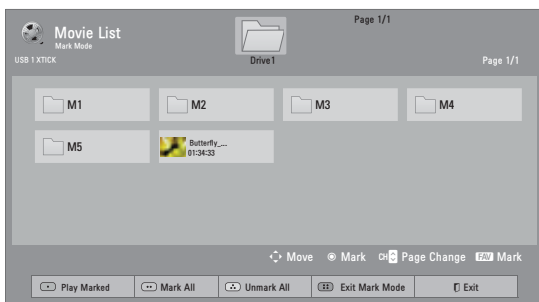 Page 1/1
Movie List
Mark Mode
USB 1 XTICK
Drive1
Page 1/1
M1
M2
M3
M4
M5
Butterfly_...
01:34:33
Move
Mark
CH
Page Change
FAV
Mark
Play Marked
Mark All
Unmark All
Exit Mark Mode
Exit